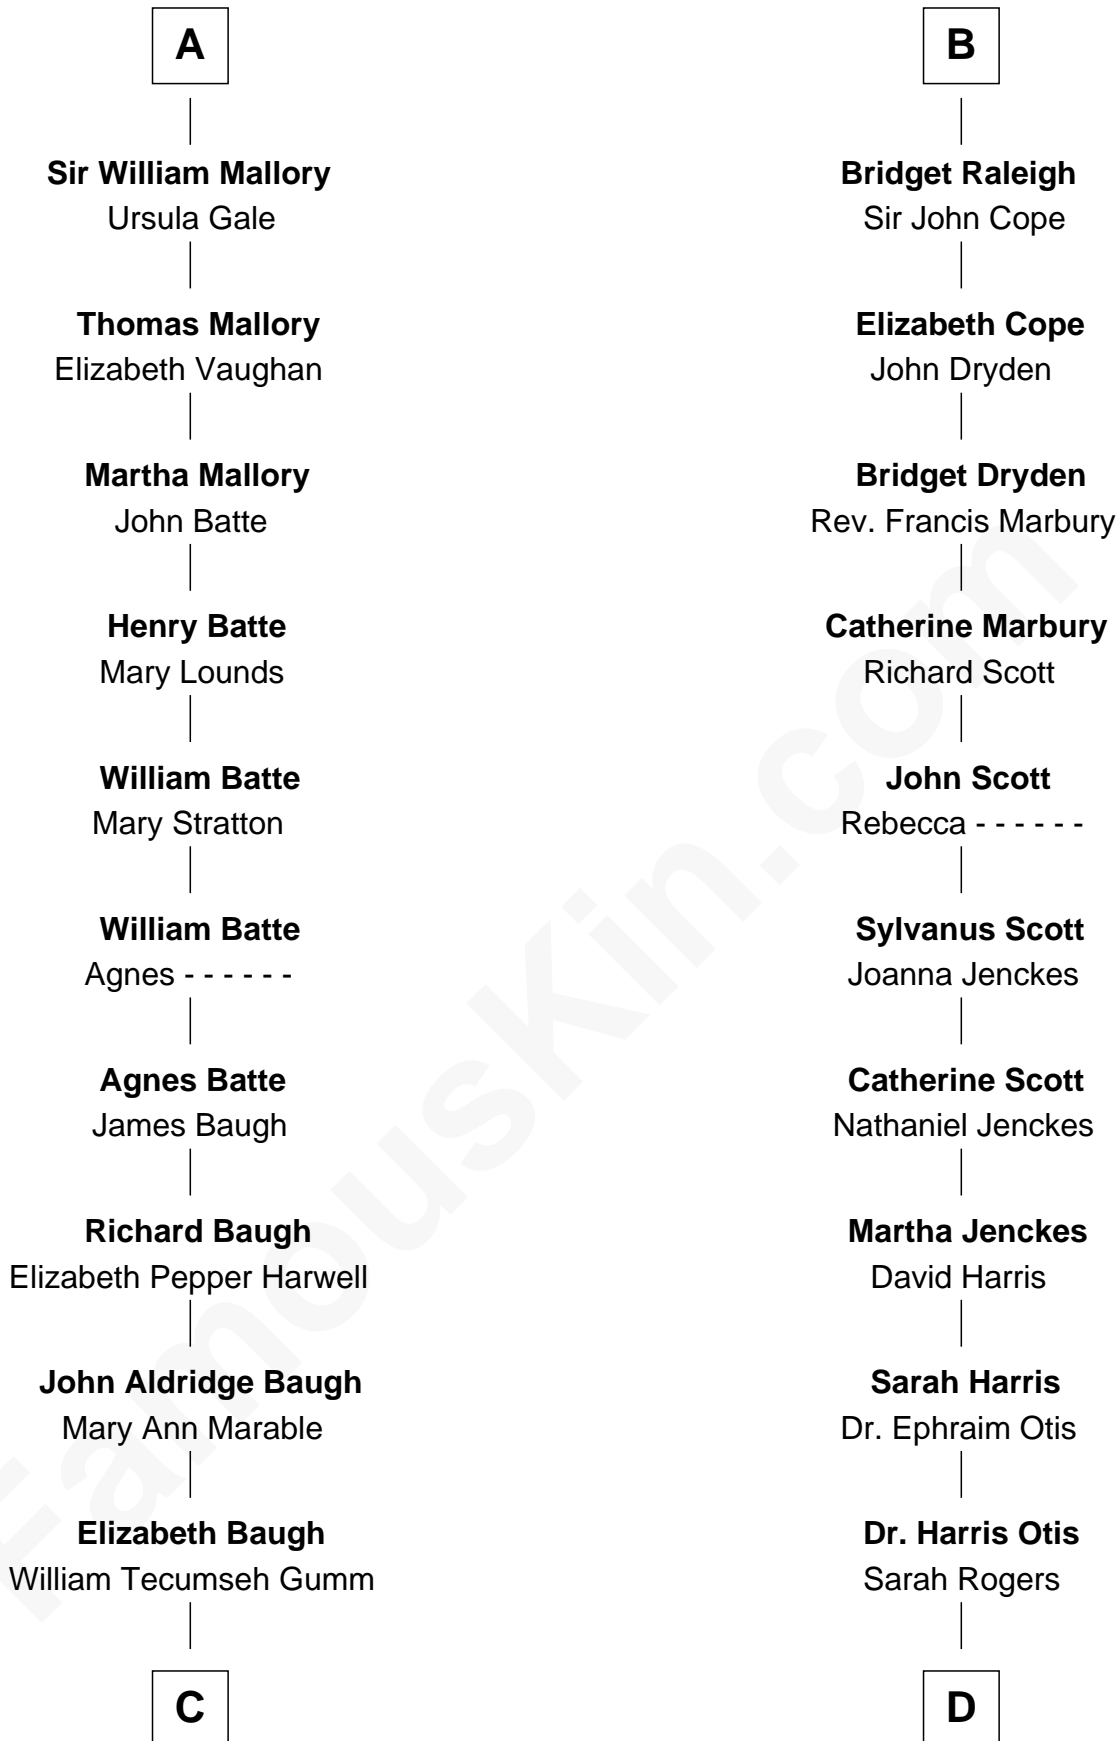 A
Sir William Mallory
Ursula Gale
Thomas Mallory
Elizabeth Vaughan
Martha Mallory
John Batte
Henry Batte
Mary Lounds
William Batte
Mary Stratton
William Batte
Agnes - - - - - -
Agnes Batte
James Baugh
Richard Baugh
Elizabeth Pepper Harwell
John Aldridge Baugh
Mary Ann Marable
Elizabeth Baugh
William Tecumseh Gumm
C
B
Bridget Raleigh
Sir John Cope
Elizabeth Cope
John Dryden
Bridget Dryden
Rev. Francis Marbury
Catherine Marbury
Richard Scott
John Scott
Rebecca - - - - - -
Sylvanus Scott
Joanna Jenckes
Catherine Scott
Nathaniel Jenckes
Martha Jenckes
David Harris
Sarah Harris
Dr. Ephraim Otis
Dr. Harris Otis
Sarah Rogers
D
FamousKin.com